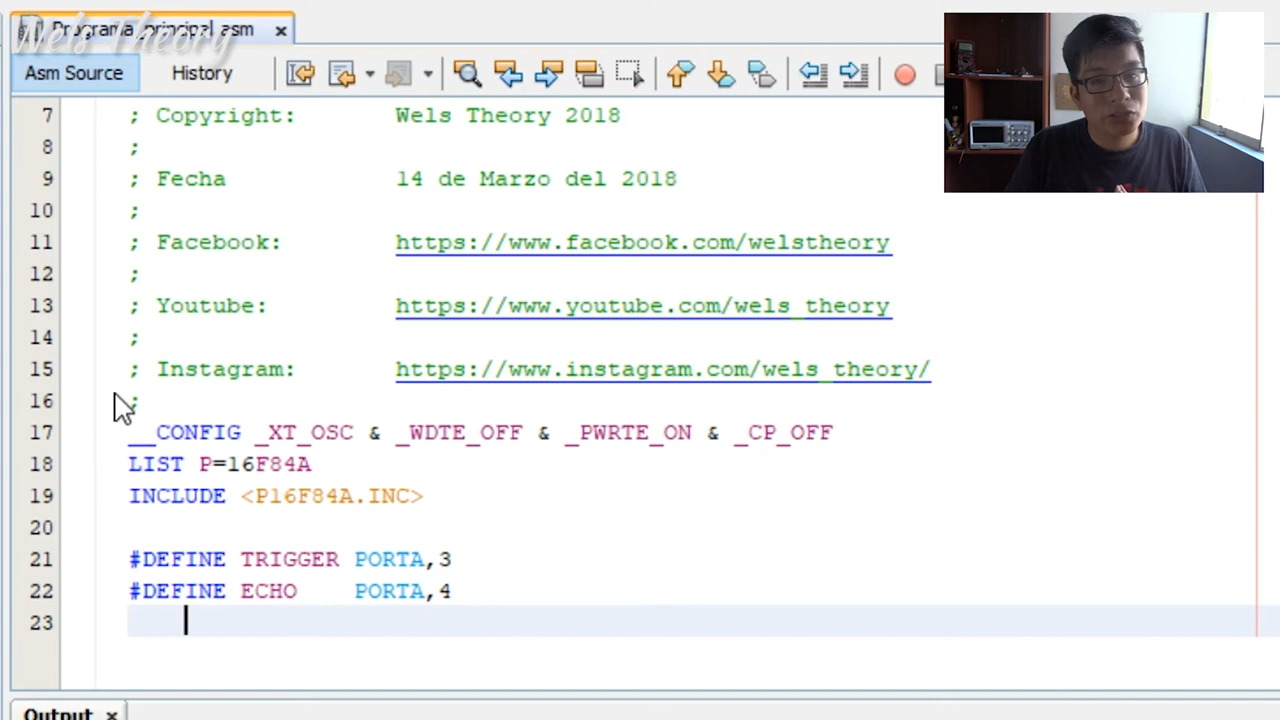 Programa_principal.asm
Wels Theory
Asm Source History
7 ; Copyright: Wels Theory 2018
8 ;
9 ; Fecha 14 de Marzo del 2018
10 ;
11 ; Facebook: https://www.facebook.com/welstheory
12 ;
13 ; Youtube: https://www.youtube.com/wels_theory
14 ;
15 ; Instagram: https://www.instagram.com/wels_theory/
16 ;
17 __CONFIG _XT_OSC & _WDTE_OFF & _PWRTE_ON & _CP_OFF
18 LIST P=16F84A
19 INCLUDE <P16F84A.INC>
20
21 #DEFINE TRIGGER PORTA,3
22 #DEFINE ECHO PORTA,4
23
Output